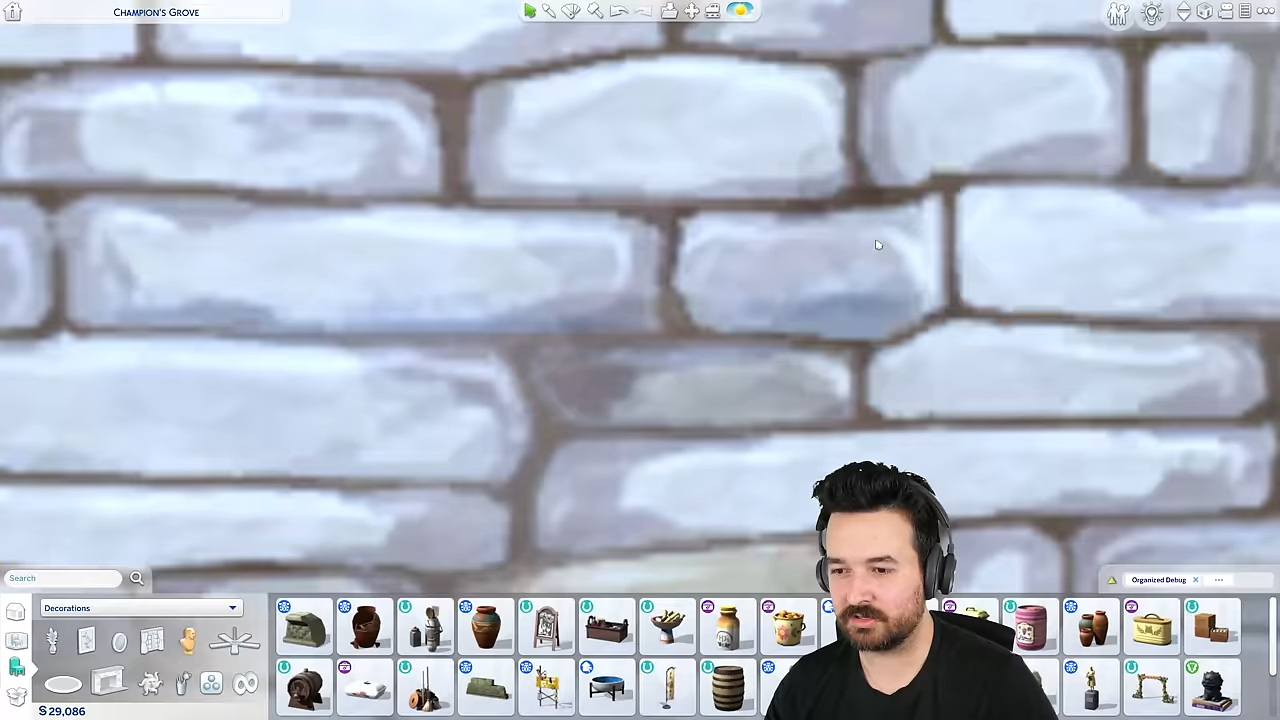 CHAMPION'S GROVE
Search
Organized Debug
Decorations
§29,086